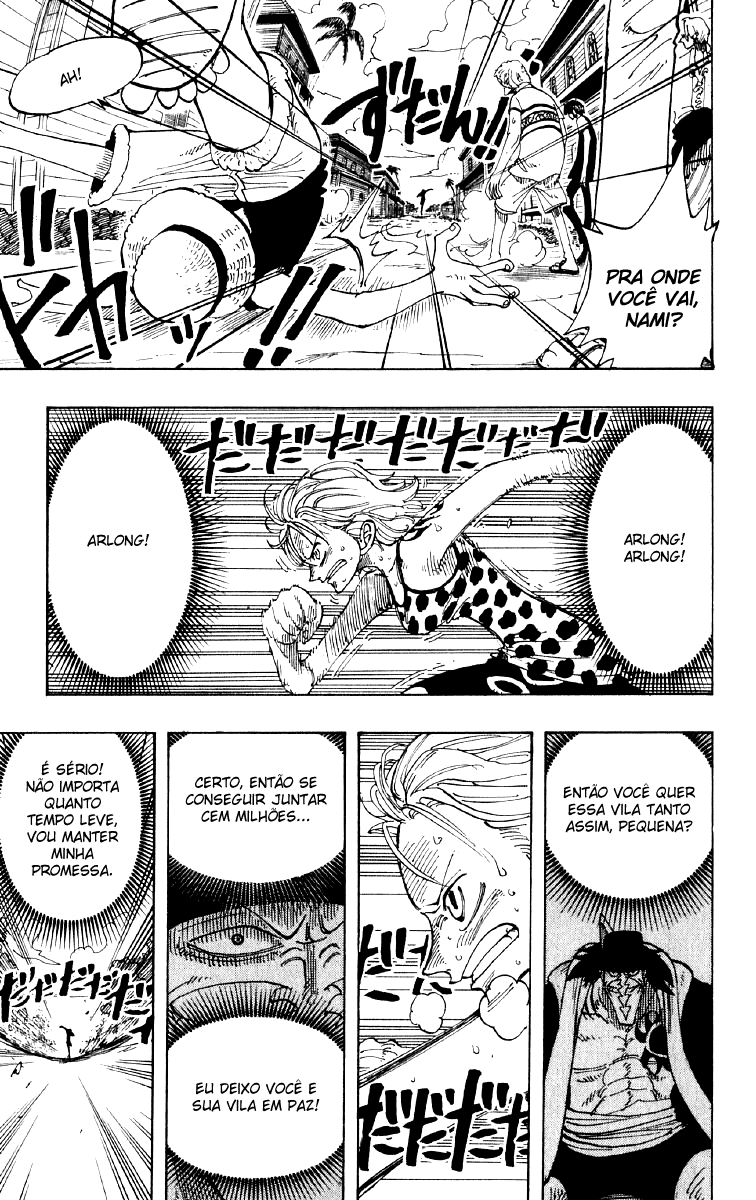 ずだん!!
PRA ONDE
VOCÊ VAI,
NAMI?
AH!
ドカッ!!
ARLONG!
ARLONG!
だだだだだだだ
ARLONG!
ENTÃO VOCÊ QUER
ESSA VILA TANTO
ASSIM, PEQUENA?
だだだだ
CERTO, ENTÃO SE
CONSEGUIR JUNTAR
CEM MILHÕES...
EU DEIXO VOCÊ E
SUA VILA EM PAZ!
É SÉRIO!
NÃO IMPORTA
QUANTO
TEMPO LEVE,
VOU MANTER
MINHA
PROMESSA.
だだだだ